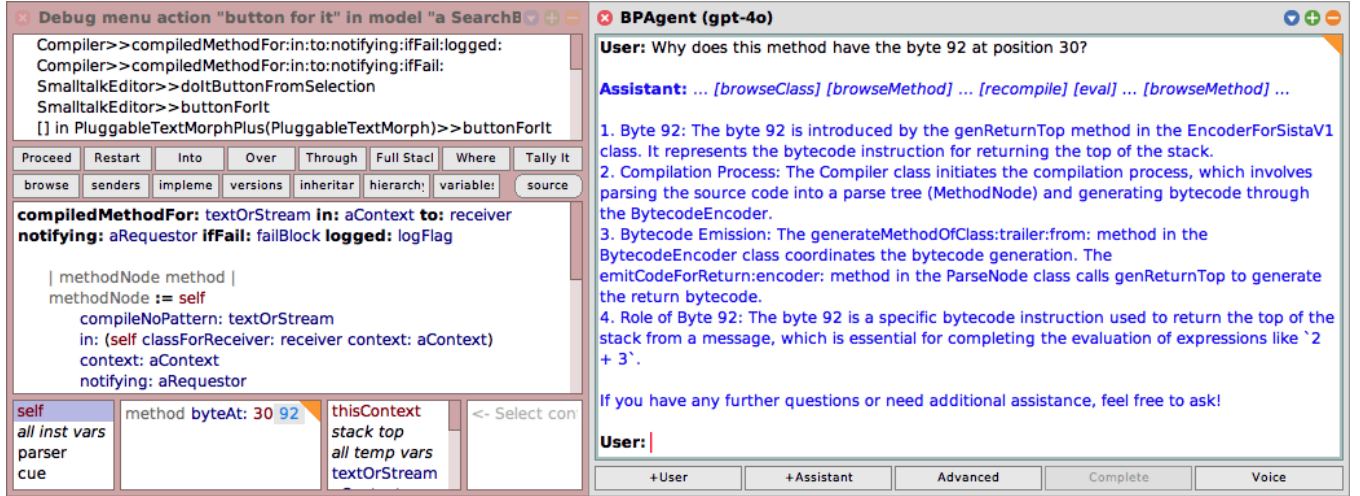 Debug menu action "button for it" in model "a SearchB
Compiler>>compiledMethodFor:in:to:notifying:ifFail:logged:
Compiler>>compiledMethodFor:in:to:notifying:ifFail:
SmalltalkEditor>>doItButtonFromSelection
SmalltalkEditor>>buttonForIt
[] in PluggableTextMorphPlus(PluggableTextMorph)>>buttonForIt
Proceed Restart Into Over Through Full Stacl Where Tally It
browse senders impleme versions inheritar hierarchy variable: source
compiledMethodFor: textOrStream in: aContext to: receiver
notifying: aRequestor ifFail: failBlock logged: logFlag
| methodNode method |
methodNode := self
compileNoPattern: textOrStream
in: (self classForReceiver: receiver context: aContext)
context: aContext
notifying: aRequestor
self
all inst vars
parser
cue
method byteAt: 30 92
thisContext
stack top
all temp vars
textOrStream
<- Select con
BPAgent (gpt-4o)
User: Why does this method have the byte 92 at position 30?
Assistant: ... [browseClass] [browseMethod] ... [recompile] [eval] ... [browseMethod] ...
1. Byte 92: The byte 92 is introduced by the genReturnTop method in the EncoderForSistaV1
class. It represents the bytecode instruction for returning the top of the stack.
2. Compilation Process: The Compiler class initiates the compilation process, which involves
parsing the source code into a parse tree (MethodNode) and generating bytecode through
the BytecodeEncoder.
3. Bytecode Emission: The generateMethodOfClass:trailer:from: method in the
BytecodeEncoder class coordinates the bytecode generation. The
emitCodeForReturn:encoder: method in the ParseNode class calls genReturnTop to generate
the return bytecode.
4. Role of Byte 92: The byte 92 is a specific bytecode instruction used to return the top of the
stack from a message, which is essential for completing the evaluation of expressions like `2
+ 3`.
If you have any further questions or need additional assistance, feel free to ask!
User:
+User +Assistant Advanced Complete Voice